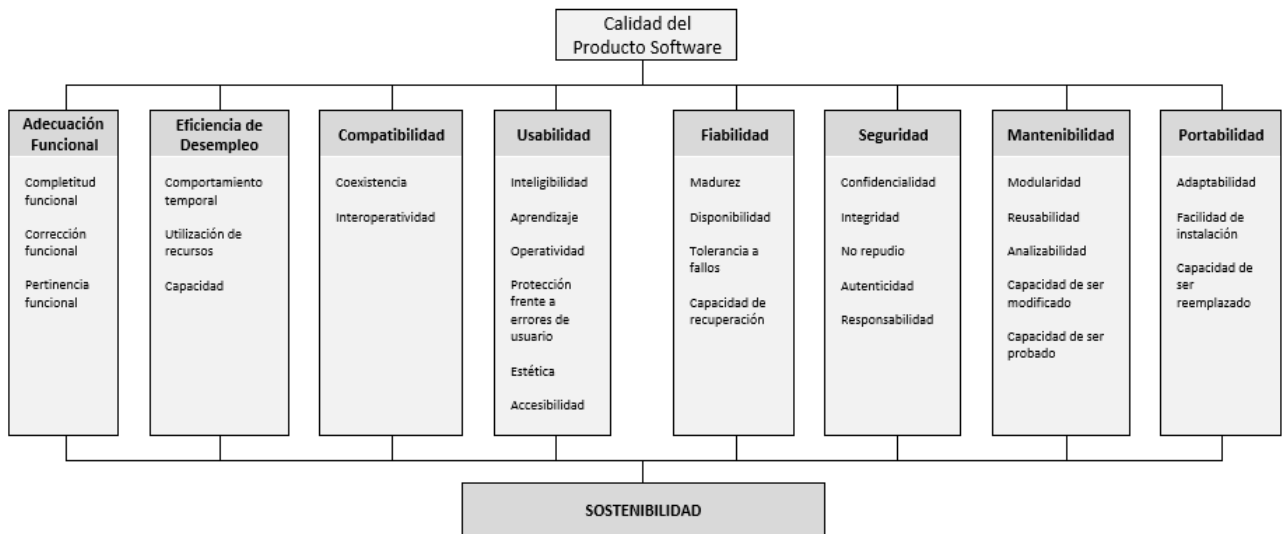 Calidad del
Producto Software
Adecuación
Funcional
Completitud
funcional
Corrección
funcional
Pertinencia
funcional
Eficiencia de
Desempleo
Comportamiento
temporal
Utilización de
recursos
Capacidad
Compatibilidad
Coexistencia
Interoperatividad
Usabilidad
Inteligibilidad
Aprendizaje
Operatividad
Protección
frente a
errores de
usuario
Estética
Accesibilidad
Fiabilidad
Madurez
Disponibilidad
Tolerancia a
fallos
Capacidad de
recuperación
Seguridad
Confidencialidad
Integridad
No repudio
Autenticidad
Responsabilidad
Mantenibilidad
Modularidad
Reusabilidad
Analizabilidad
Capacidad de ser
modificado
Capacidad de ser
probado
Portabilidad
Adaptabilidad
Facilidad de
instalación
Capacidad de
ser
reemplazado
SOSTENIBILIDAD